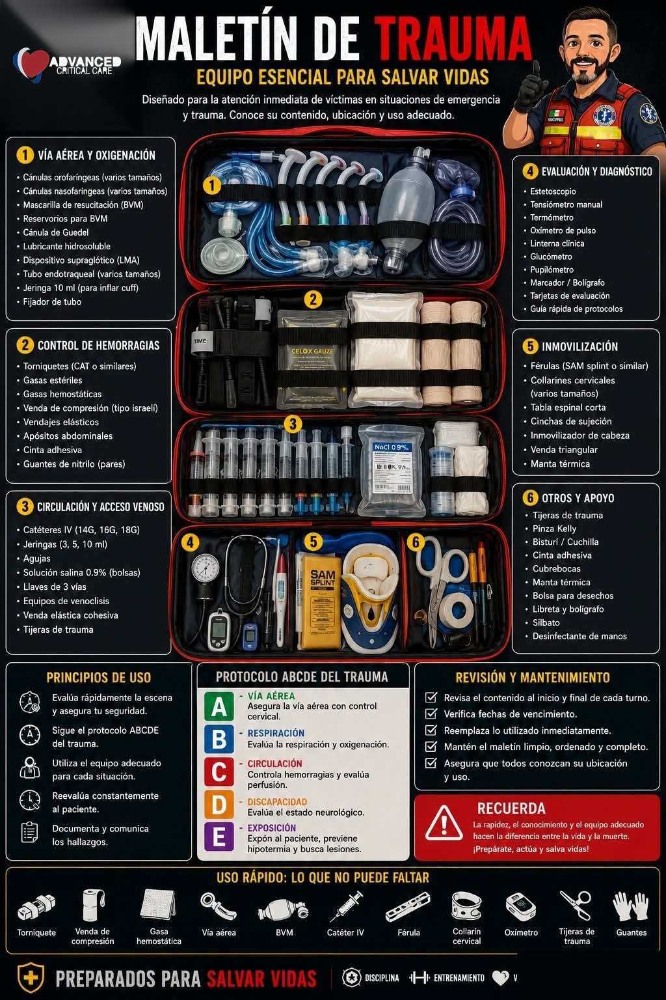 MALETÍN DE TRAUMA
ADVANCED
CRITICAL CARE
EQUIPO ESENCIAL PARA SALVAR VIDAS
Diseñado para la atención inmediata de víctimas en situaciones de emergencia
y trauma. Conoce su contenido, ubicación y uso adecuado.
1 VÍA AÉREA Y OXIGENACIÓN
• Cánulas orofaríngeas (varios tamaños)
• Cánulas nasofaríngeas (varios tamaños)
• Mascarilla de resucitación (BVM)
• Reservorios para BVM
• Cánula de Guedel
• Lubricante hidrosoluble
• Dispositivo supraglótico (LMA)
• Tubo endotraqueal (varios tamaños)
• Jeringa 10 ml (para inflar cuff)
• Fijador de tubo
2 CONTROL DE HEMORRAGIAS
• Torniquetes (CAT o similares)
• Gasas estériles
• Gasas hemostáticas
• Venda de compresión (tipo israelí)
• Vendajes elásticos
• Apósitos abdominales
• Cinta adhesiva
• Guantes de nitrilo (pares)
3 CIRCULACIÓN Y ACCESO VENOSO
• Catéteres IV (14G, 16G, 18G)
• Jeringas (3, 5, 10 ml)
• Agujas
• Solución salina 0.9% (bolsas)
• Llaves de 3 vías
• Equipos de venoclisis
• Venda elástica cohesiva
• Tijeras de trauma
1
2
TIME:
CELOX GAUZE
3
NaCl 0.9%
4
5
6
SAM
SPLINT
4 EVALUACIÓN Y DIAGNÓSTICO
• Estetoscopio
• Tensiómetro manual
• Termómetro
• Oxímetro de pulso
• Linterna clínica
• Glucómetro
• Pupilómetro
• Marcador / Bolígrafo
• Tarjetas de evaluación
• Guía rápida de protocolos
5 INMOVILIZACIÓN
• Férulas (SAM splint o similar)
• Collarines cervicales
(varios tamaños)
• Tabla espinal corta
• Cinchas de sujeción
• Inmovilizador de cabeza
• Venda triangular
• Manta térmica
6 OTROS Y APOYO
• Tijeras de trauma
• Pinza Kelly
• Bisturí / Cuchilla
• Cinta adhesiva
• Cubrebocas
• Manta térmica
• Bolsa para desechos
• Libreta y bolígrafo
• Silbato
• Desinfectante de manos
PRINCIPIOS DE USO
Evalúa rápidamente la escena
y asegura tu seguridad.
A
Sigue el protocolo ABCDE
del trauma.
Utiliza el equipo adecuado
para cada situación.
Reevalúa constantemente
al paciente.
Documenta y comunica
los hallazgos.
PROTOCOLO ABCDE DEL TRAUMA
A - VÍA AÉREA
Asegura la vía aérea con control
cervical.
B - RESPIRACIÓN
Evalúa la respiración y oxigenación.
C - CIRCULACIÓN
Controla hemorragias y evalúa
perfusión.
D - DISCAPACIDAD
Evalúa el estado neurológico.
E - EXPOSICIÓN
Expón al paciente, previene
hipotermia y busca lesiones.
REVISIÓN Y MANTENIMIENTO
Revisa el contenido al inicio y final de cada turno.
Verifica fechas de vencimiento.
Reemplaza lo utilizado inmediatamente.
Mantén el maletín limpio, ordenado y completo.
Asegura que todos conozcan su ubicación
y uso.
RECUERDA
La rapidez, el conocimiento y el equipo adecuado
hacen la diferencia entre la vida y la muerte.
¡Prepárate, actúa y salva vidas!
USO RÁPIDO: LO QUE NO PUEDE FALTAR
Torniquete
Venda de
compresión
Gasa
hemostática
Vía aérea
BVM
Catéter IV
Férula
Collarín
cervical
Oxímetro
Tijeras de
trauma
Guantes
PREPARADOS PARA SALVAR VIDAS
DISCIPLINA
ENTRENAMIENTO